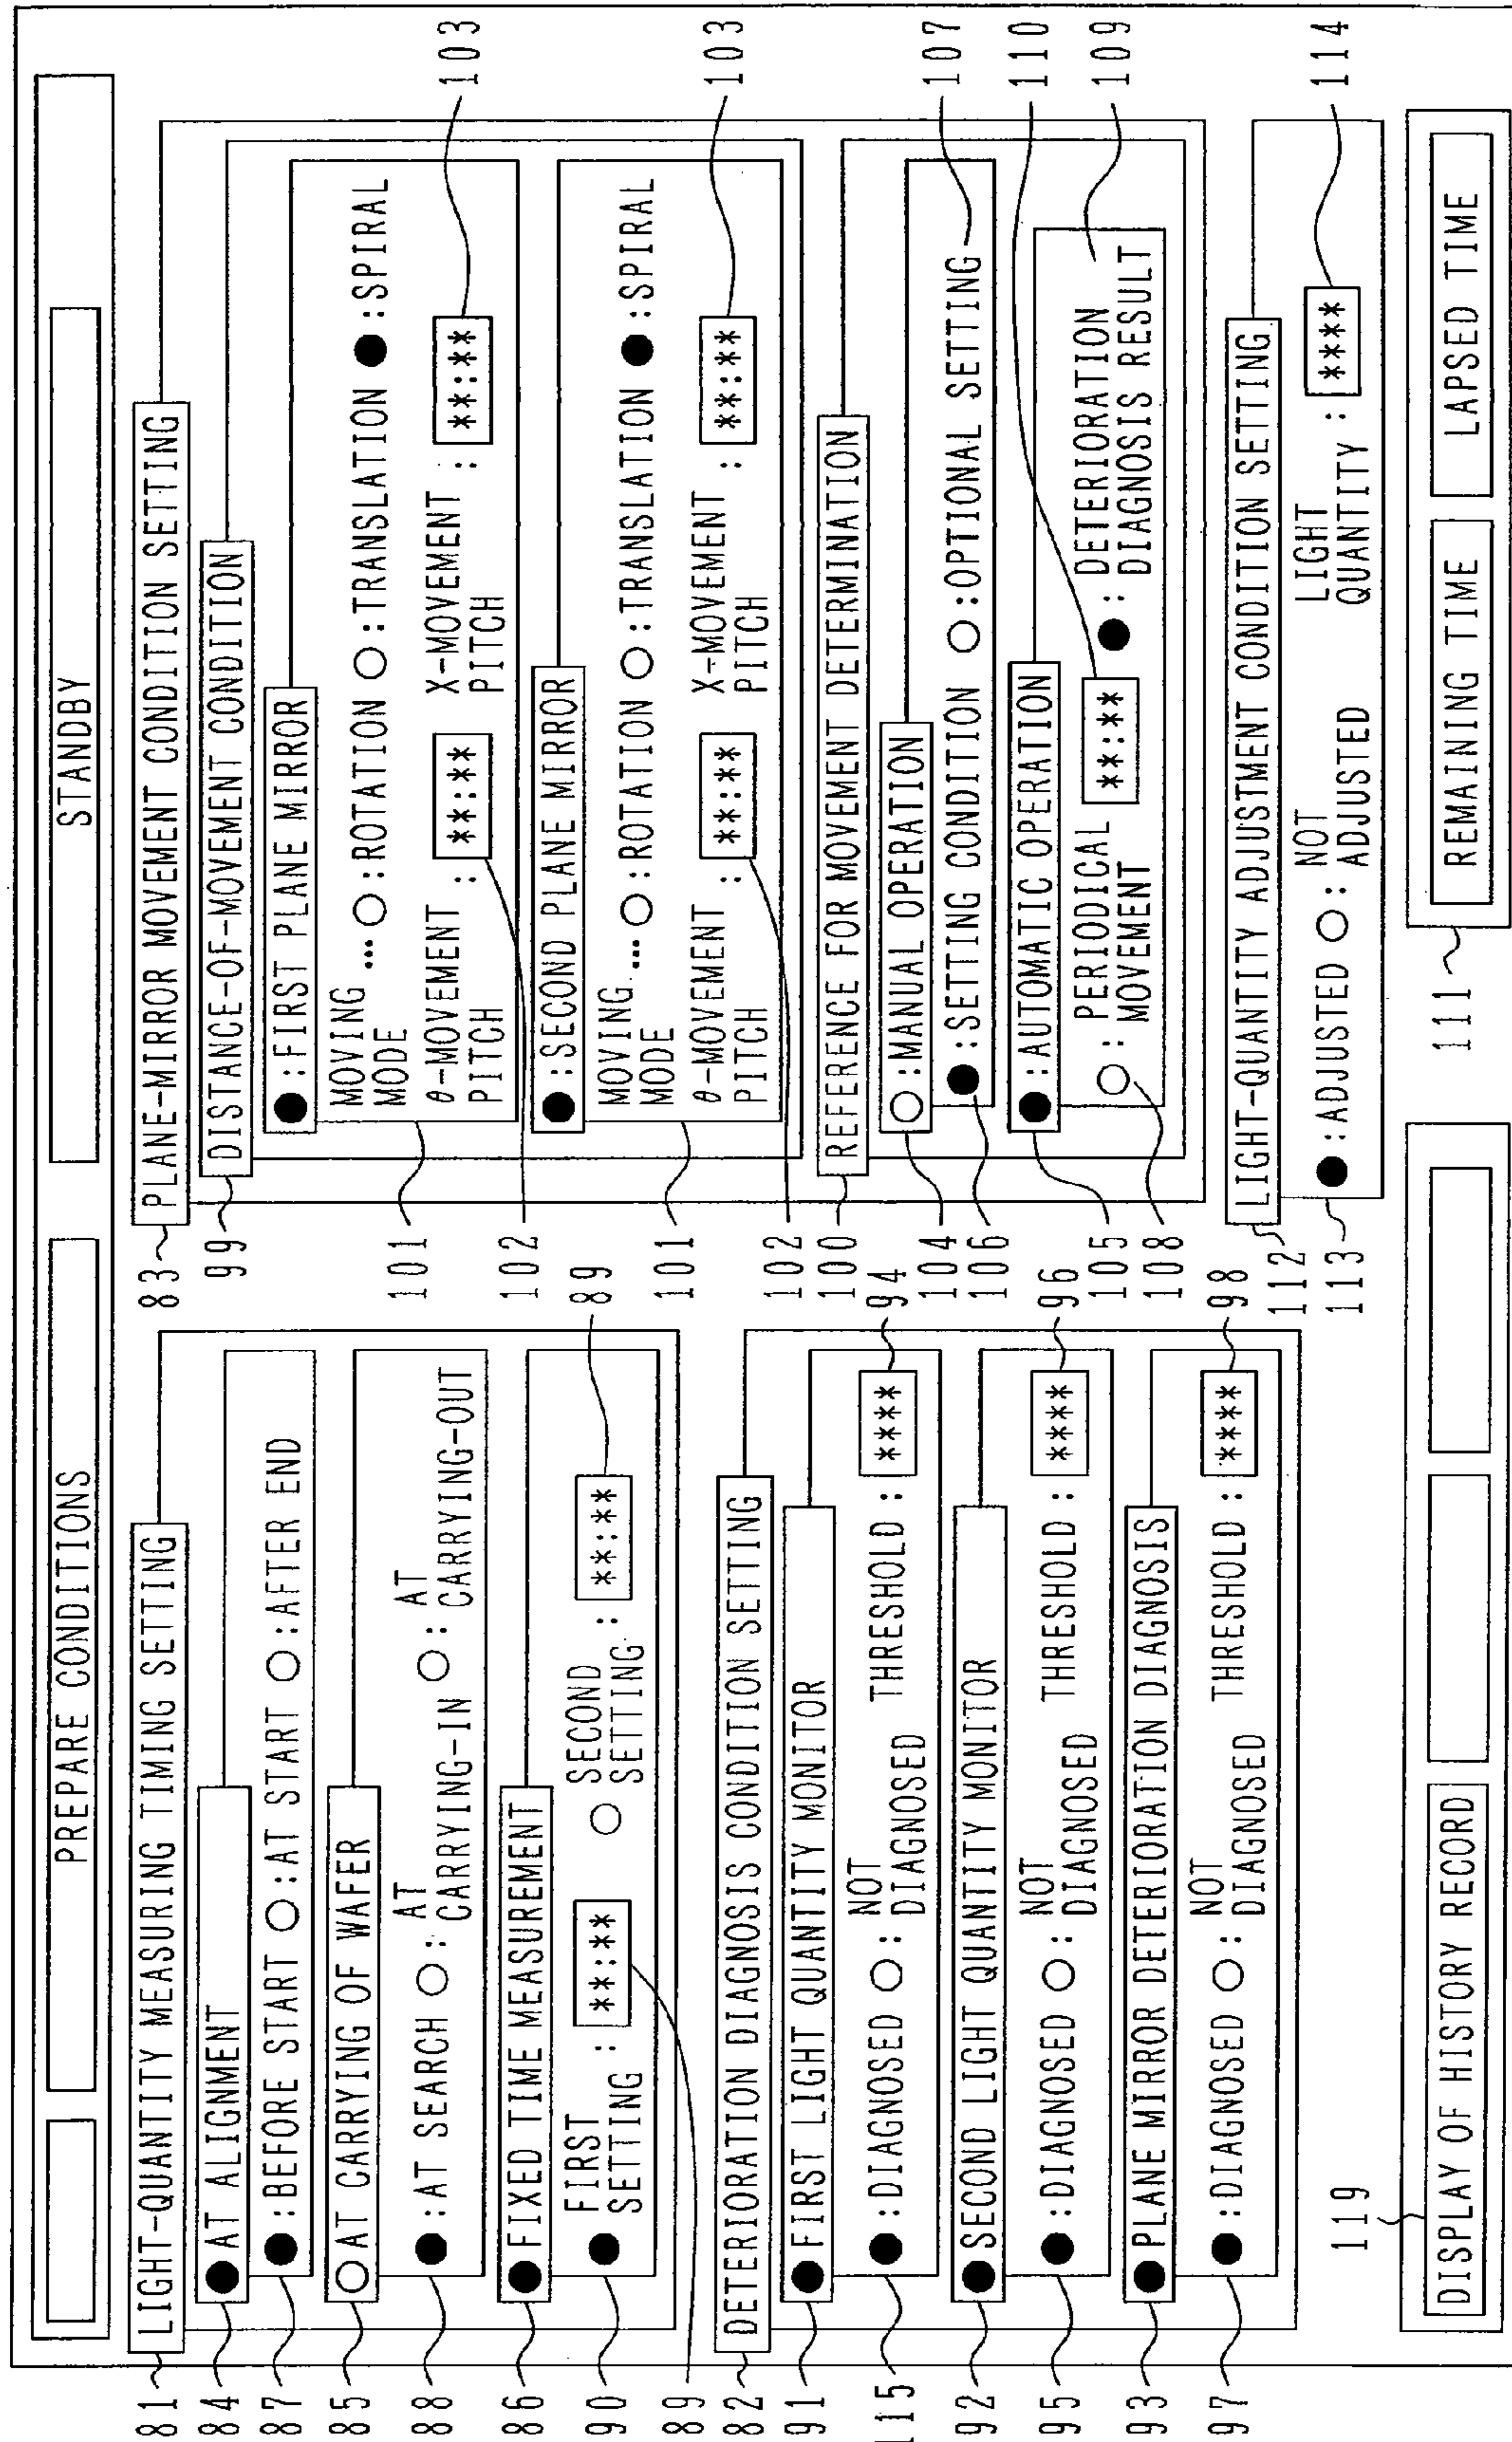 PREPARE CONDITIONS
STANDBY
81
LIGHT-QUANTITY MEASURING TIMING SETTING
84
● AT ALIGNMENT
87
●:BEFORE START ○:AT START ○:AFTER END
85
○ AT CARRYING OF WAFER
88
●:AT SEARCH ○: AT CARRYING-IN ○: AT CARRYING-OUT
86
● FIXED TIME MEASUREMENT
90
● FIRST SETTING : **:** ○ SECOND SETTING : **:**
89
89
82
DETERIORATION DIAGNOSIS CONDITION SETTING
91
● FIRST LIGHT QUANTITY MONITOR
115
●:DIAGNOSED ○: NOT DIAGNOSED THRESHOLD : ****
94
92
● SECOND LIGHT QUANTITY MONITOR
95
●:DIAGNOSED ○: NOT DIAGNOSED THRESHOLD : ****
96
93
● PLANE MIRROR DETERIORATION DIAGNOSIS
97
●:DIAGNOSED ○: NOT DIAGNOSED THRESHOLD : ****
98
83
PLANE-MIRROR MOVEMENT CONDITION SETTING
99
DISTANCE-OF-MOVEMENT CONDITION
●:FIRST PLANE MIRROR
101
MOVING MODE … ○:ROTATION ○:TRANSLATION ●:SPIRAL
102
θ-MOVEMENT PITCH : **:** X-MOVEMENT PITCH : **:**
103
●:SECOND PLANE MIRROR
101
MOVING MODE … ○:ROTATION ○:TRANSLATION ●:SPIRAL
102
θ-MOVEMENT PITCH : **:** X-MOVEMENT PITCH : **:**
103
100
REFERENCE FOR MOVEMENT DETERMINATION
104
○:MANUAL OPERATION
106
●:SETTING CONDITION ○:OPTIONAL SETTING
107
105
●:AUTOMATIC OPERATION
110
108
○: PERIODICAL MOVEMENT **:** ●: DETERIORATION DIAGNOSIS RESULT
109
112
LIGHT-QUANTITY ADJUSTMENT CONDITION SETTING
113
●:ADJUSTED ○: NOT ADJUSTED LIGHT QUANTITY : ****
114
119
DISPLAY OF HISTORY RECORD
111
REMAINING TIME
LAPSED TIME